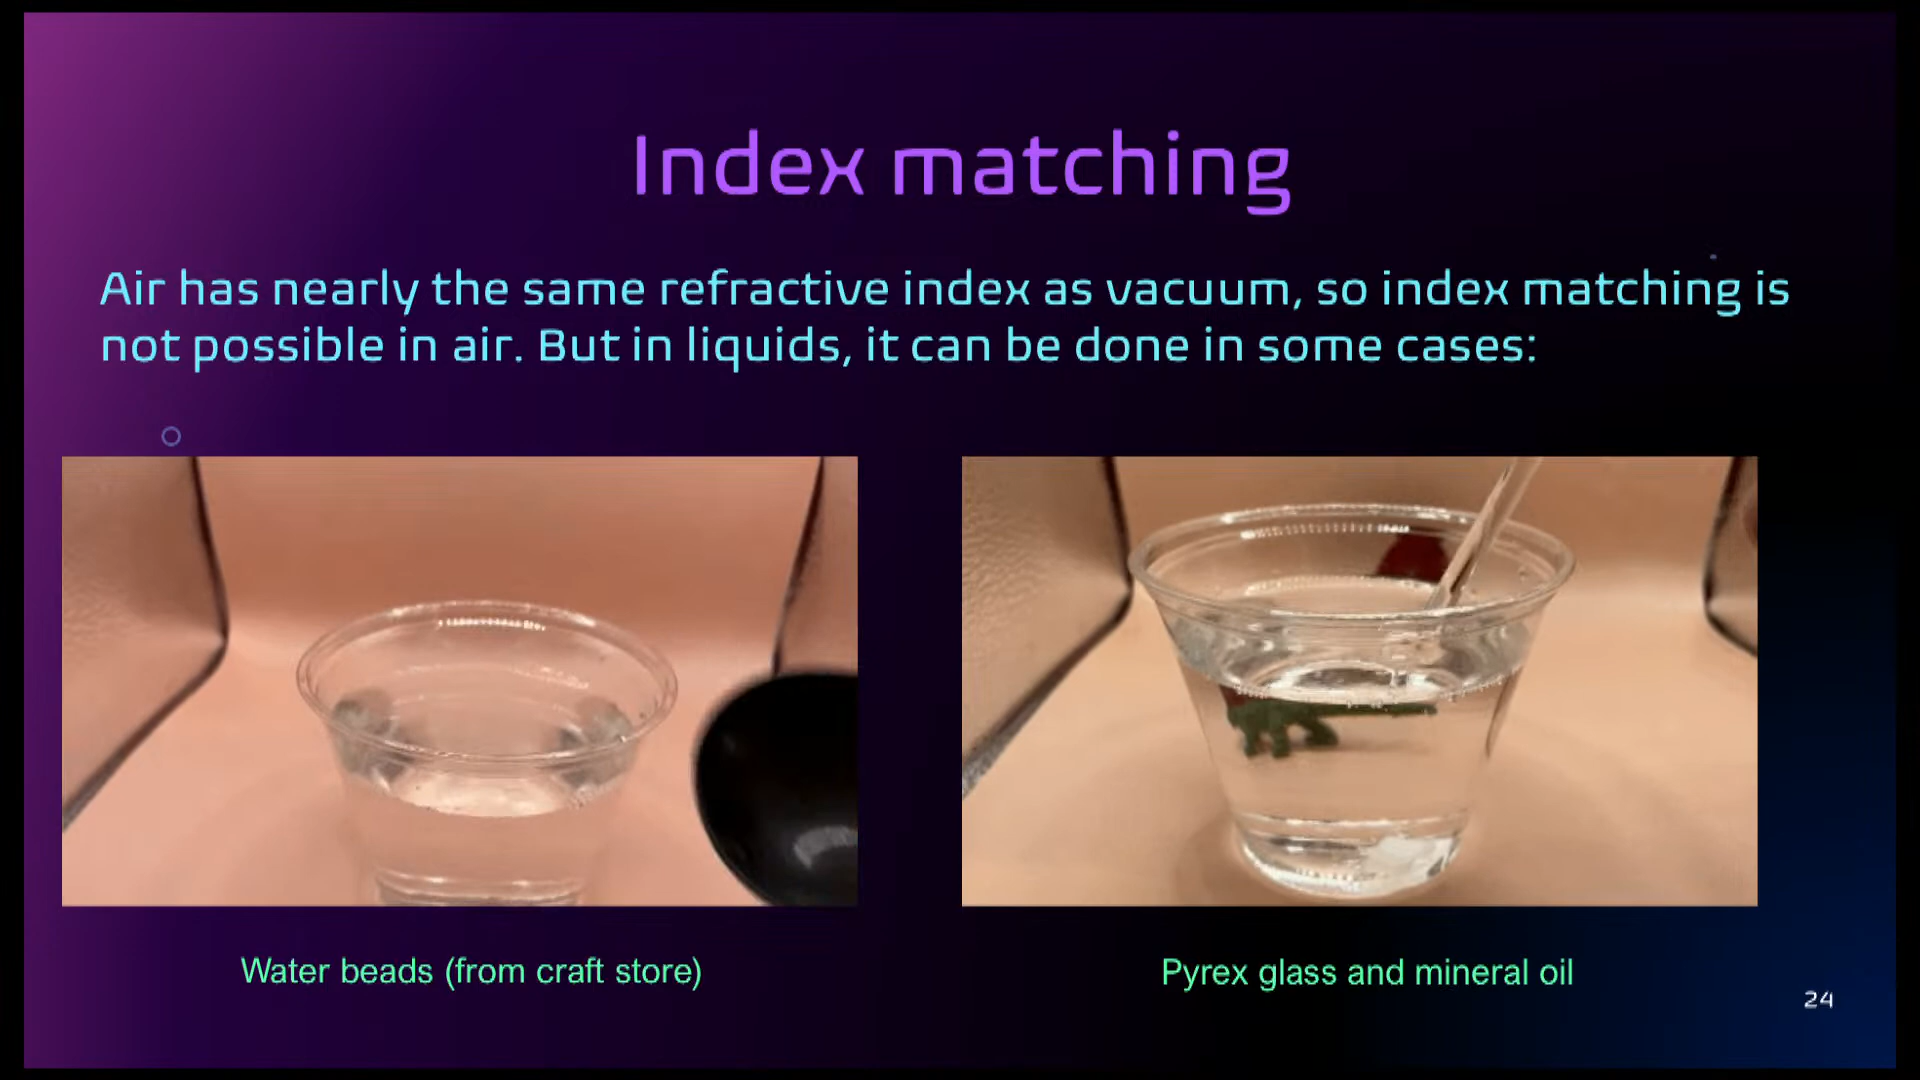 Index matching
Air has nearly the same refractive index as vacuum, so index matching is
not possible in air. But in liquids, it can be done in some cases:
Water beads (from craft store)
Pyrex glass and mineral oil
24